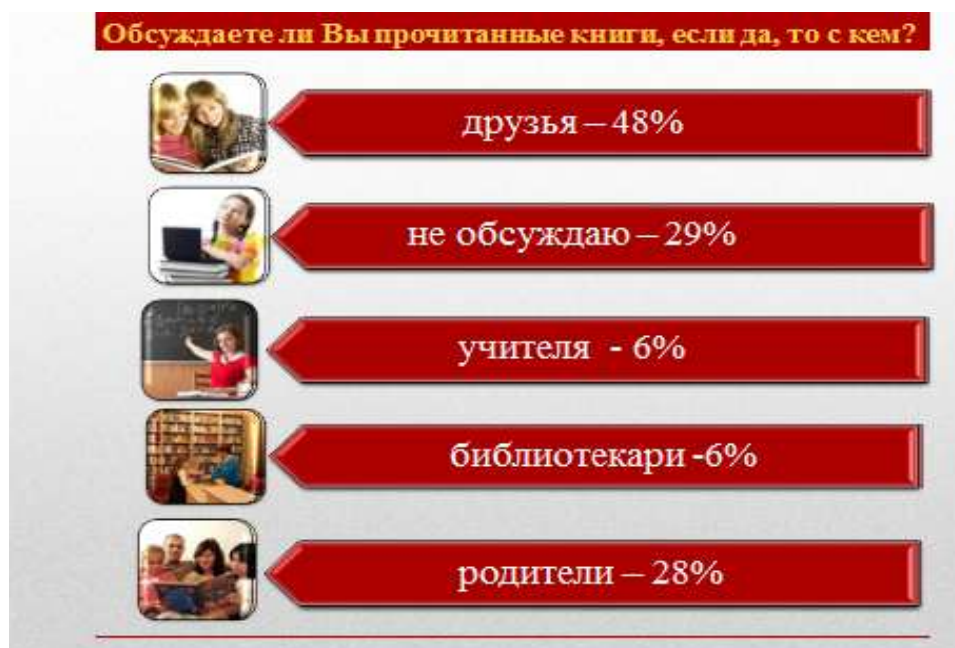 Обсуждаете ли Вы прочитанные книги, если да, то с кем?
друзья – 48%
не обсуждаю – 29%
учителя - 6%
библиотекари -6%
родители – 28%